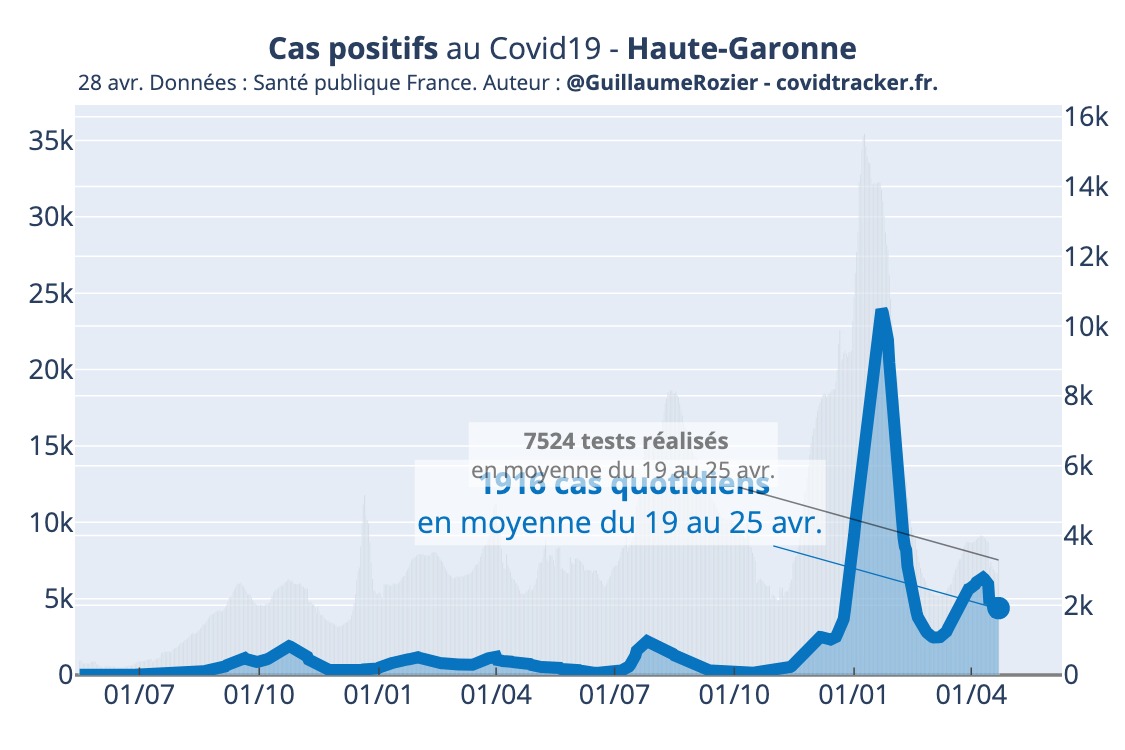 Cas positifs au Covid19 - Haute-Garonne
28 avr. Données : Santé publique France. Auteur : @GuillaumeRozier - covidtracker.fr.
16k
35k
14k
30k
12k
25k
10k
20k
8k
7524 tests réalisés
15k
6k
en moyenne du 19 au 25 avr.
1916 cas quotidiens
10k
en moyenne du 19 au 25 avr.
4k
5k
2k
0
0
01/07 01/10 01/01 01/04 01/07 01/10 01/01 01/04